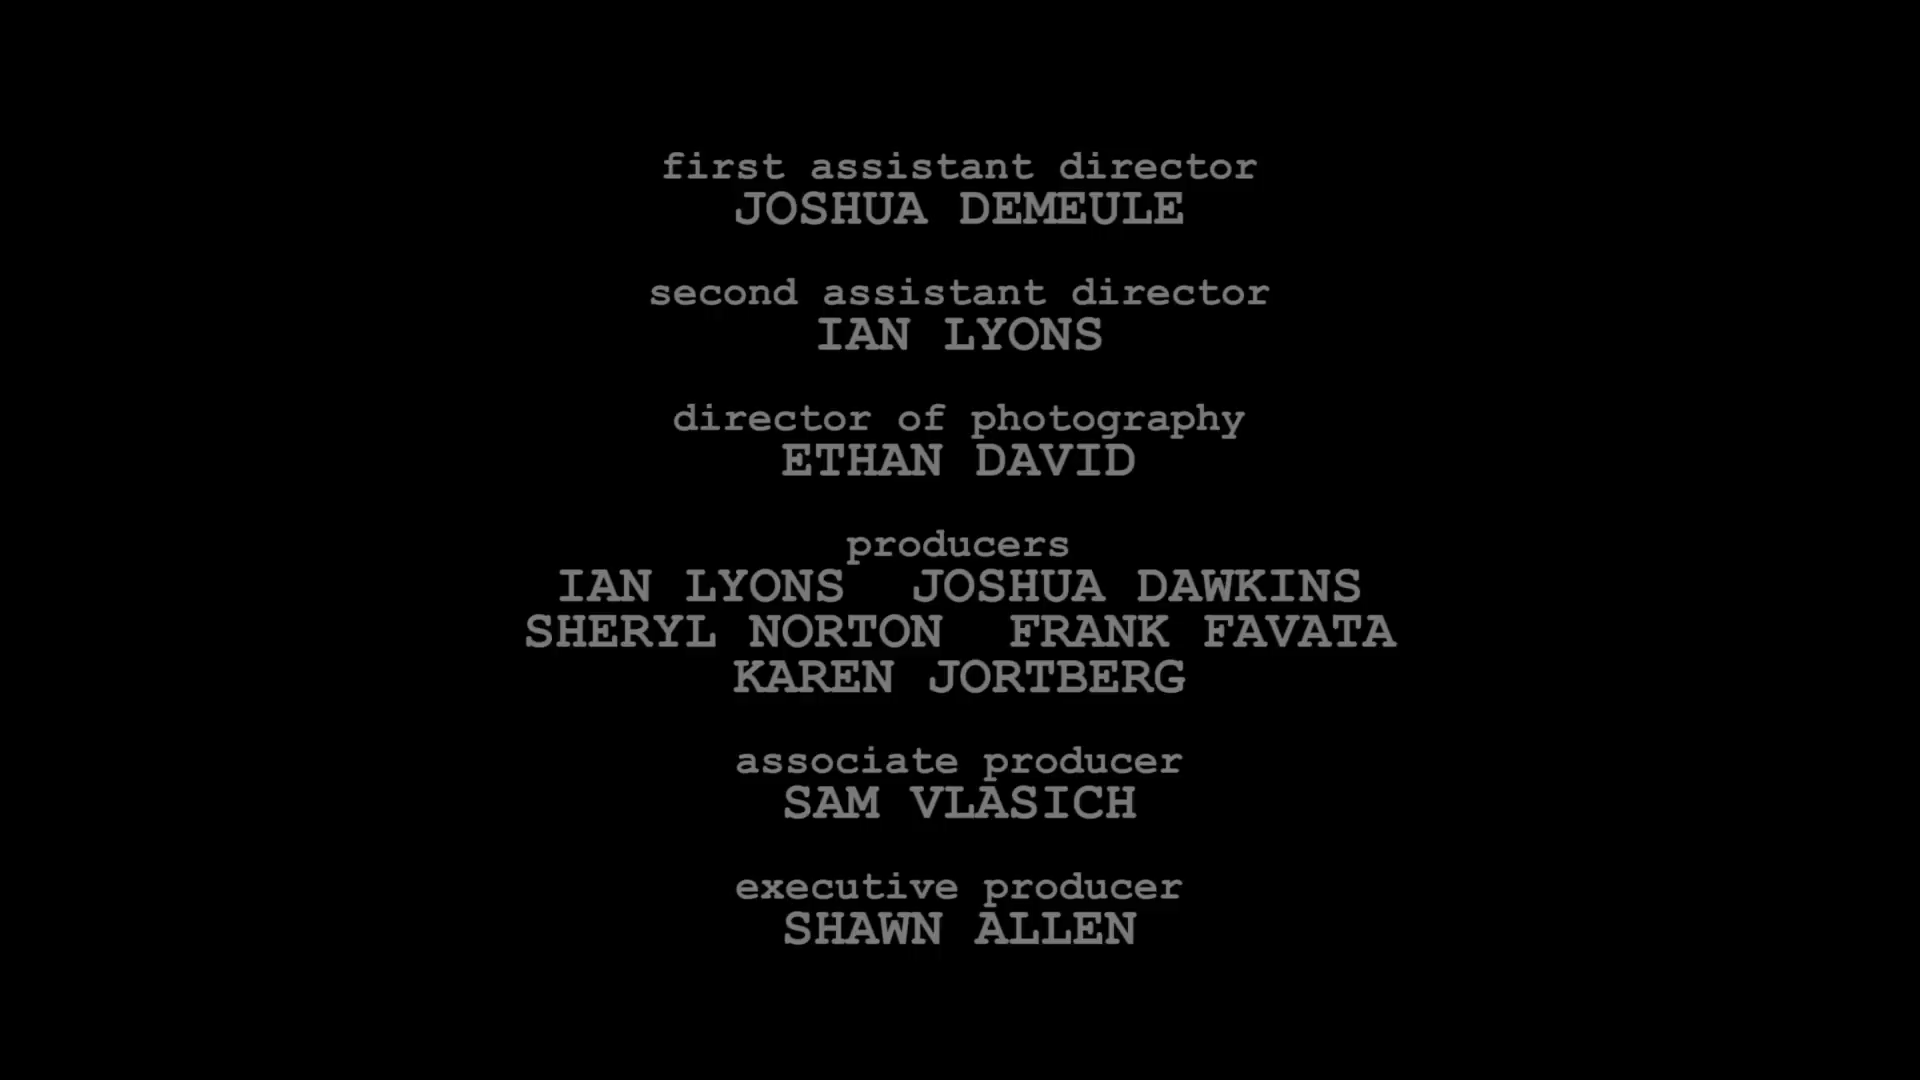 first assistant director
JOSHUA DEMEULE
second assistant director
IAN LYONS
director of photography
ETHAN DAVID
producers
IAN LYONS  JOSHUA DAWKINS
SHERYL NORTON  FRANK FAVATA
KAREN JORTBERG
associate producer
SAM VLASICH
executive producer
SHAWN ALLEN